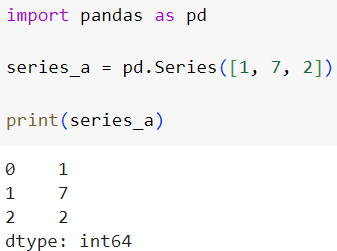 import pandas as pd
series_a = pd.Series([1, 7, 2])
print(series_a)
0    1
1    7
2    2
dtype: int64